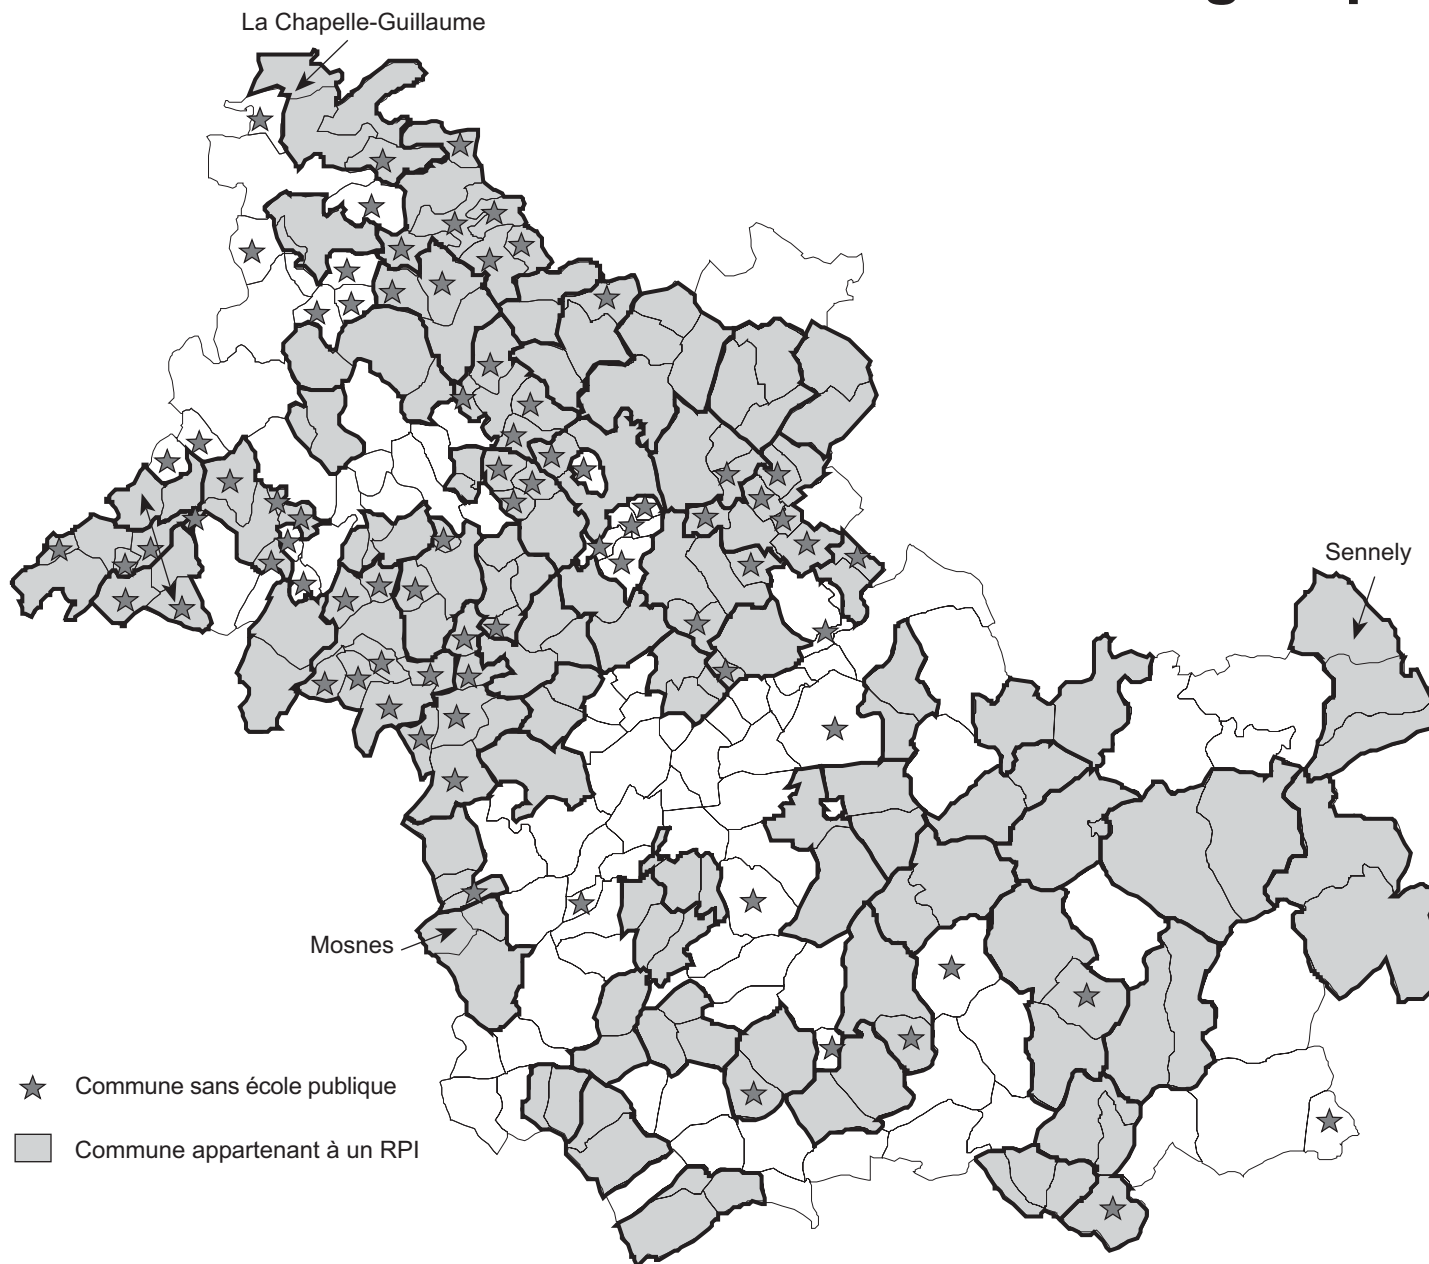 La Chapelle-Guillaume
Sennely
Mosnes
Commune sans école publique
Commune appartenant à un RPI